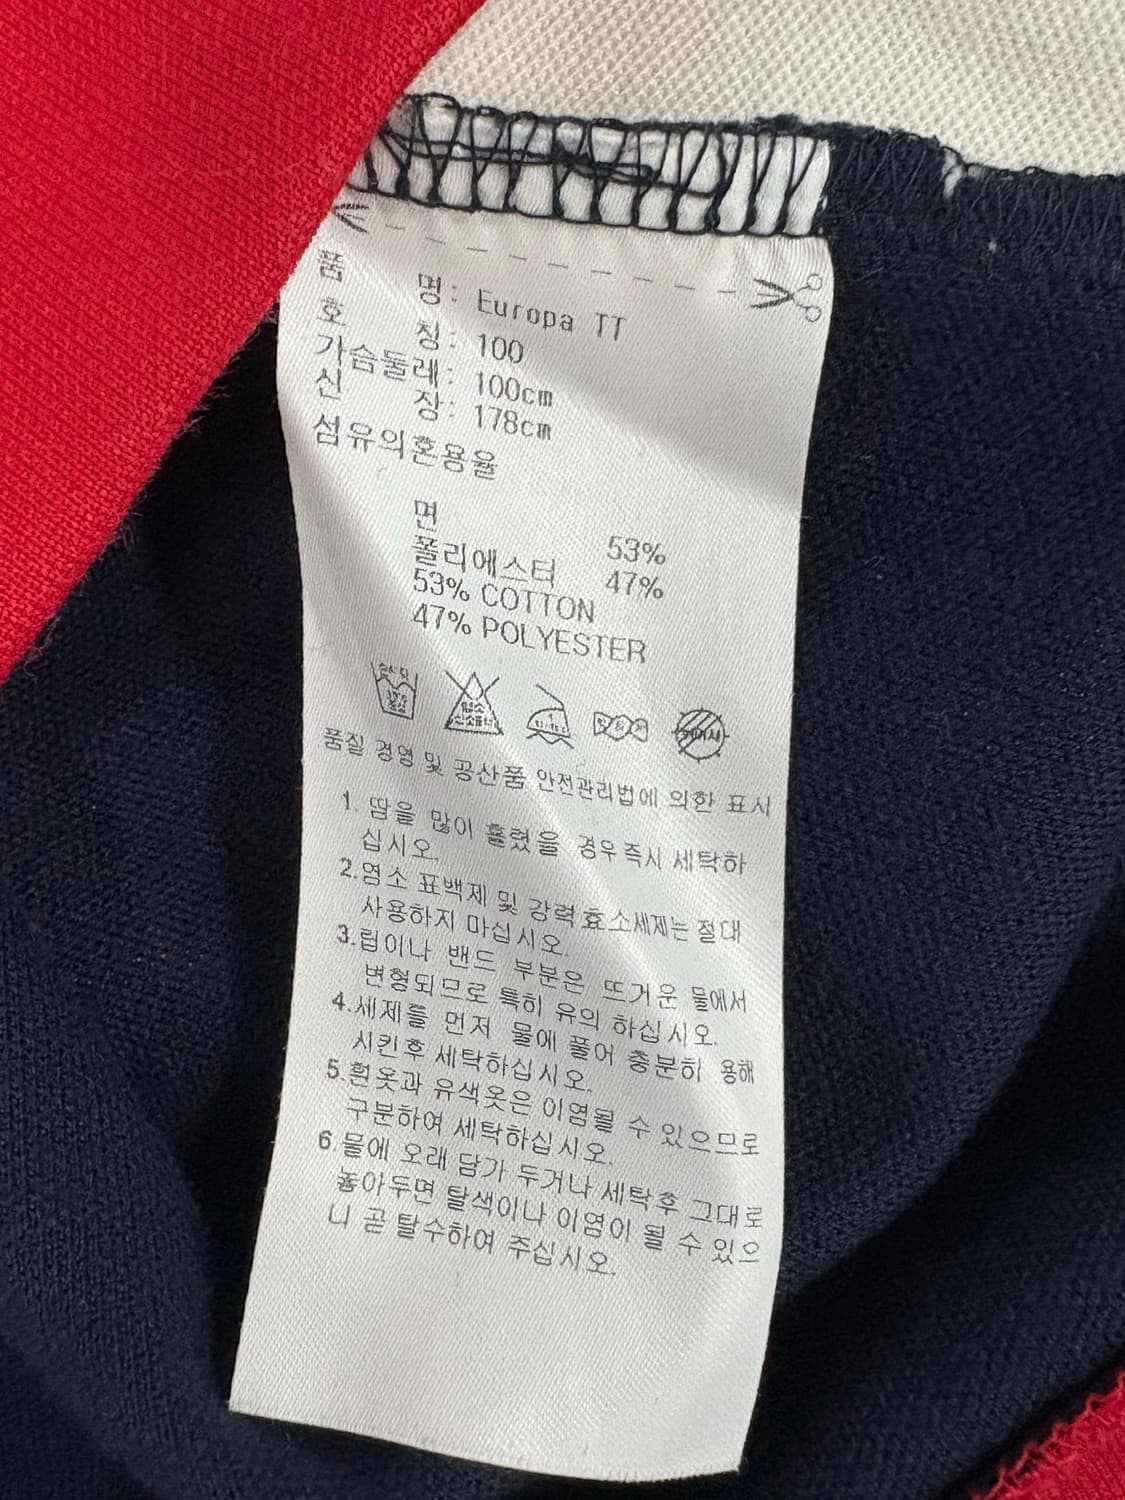 품 명: Europa TT
호 칭: 100
가슴둘레: 100cm
신 장: 178cm
섬유의혼용율
면 53%
폴리에스터 47%
53% COTTON
47% POLYESTER
염소
품질 경영 및 공산품 안전관리법에 의한 표시
1. 땀을 많이 흘렸을 경우 즉시 세탁하
십시오.
2.염소 표백제 및 강력효소세제는 절대
사용하지 마십시오.
3.립이나 밴드 부분은 뜨거운 물에서
변형되므로 특히 유의 하십시오.
4.세제를 먼저 물에 풀어 충분히 용해
시킨후 세탁하십시오.
5.흰옷과 유색옷은 이염될 수 있으므로
구분하여 세탁하십시오.
6.물에 오래 담가 두거나 세탁후 그대로
놓아두면 탈색이나 이염이 될 수 있으
니 곧 탈수하여 주십시오.